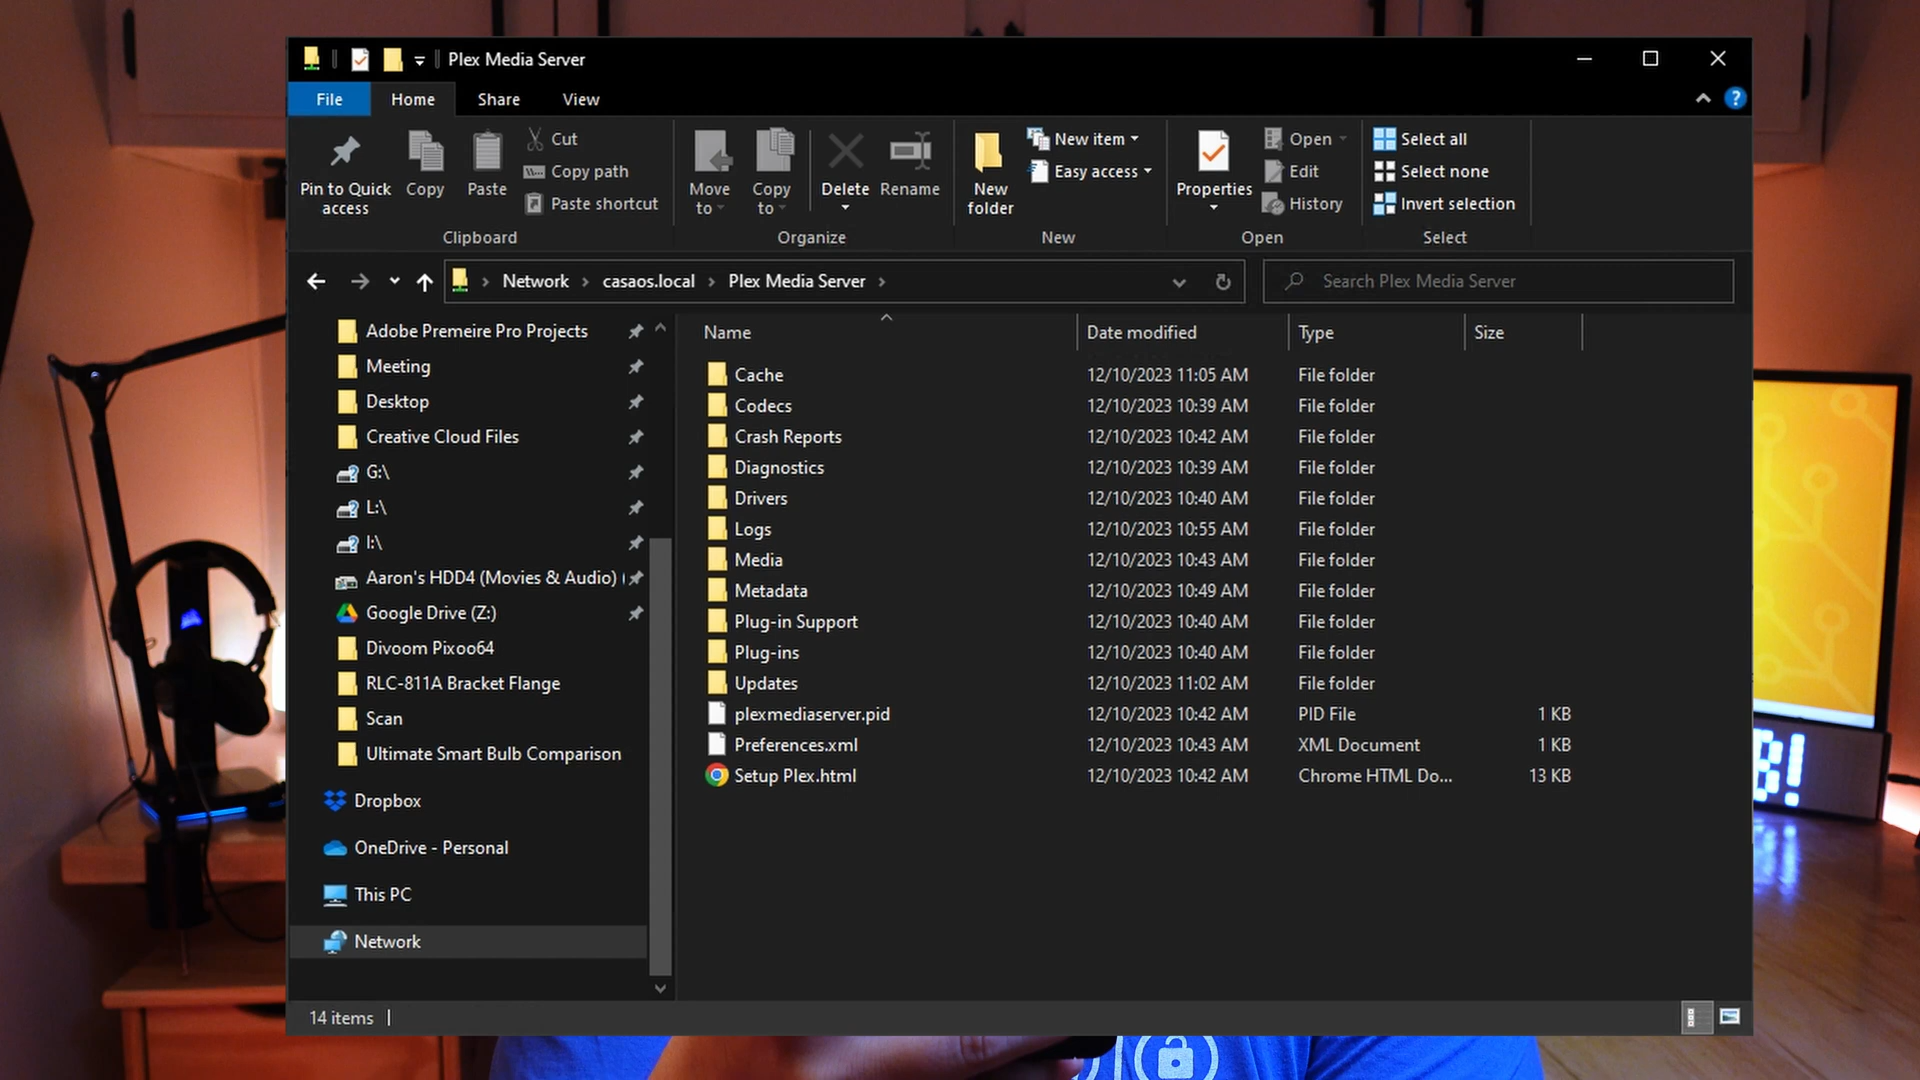 Plex Media Server
File Home Share View
Pin to Quick access
Copy
Paste
Cut
Copy path
Paste shortcut
Clipboard
Move to
Copy to
Delete
Rename
Organize
New folder
New item
Easy access
New
Properties
Open
Edit
History
Open
Select all
Select none
Invert selection
Select
Network › casaos.local › Plex Media Server ›
Search Plex Media Server
Adobe Premeire Pro Projects
Meeting
Desktop
Creative Cloud Files
G:\
L:\
I:\
Aaron's HDD4 (Movies & Audio) (
Google Drive (Z:)
Divoom Pixoo64
RLC-811A Bracket Flange
Scan
Ultimate Smart Bulb Comparison
Dropbox
OneDrive - Personal
This PC
Network
Name Date modified Type Size
Cache 12/10/2023 11:05 AM File folder
Codecs 12/10/2023 10:39 AM File folder
Crash Reports 12/10/2023 10:42 AM File folder
Diagnostics 12/10/2023 10:39 AM File folder
Drivers 12/10/2023 10:40 AM File folder
Logs 12/10/2023 10:55 AM File folder
Media 12/10/2023 10:43 AM File folder
Metadata 12/10/2023 10:49 AM File folder
Plug-in Support 12/10/2023 10:40 AM File folder
Plug-ins 12/10/2023 10:40 AM File folder
Updates 12/10/2023 11:02 AM File folder
plexmediaserver.pid 12/10/2023 10:42 AM PID File 1 KB
Preferences.xml 12/10/2023 10:43 AM XML Document 1 KB
Setup Plex.html 12/10/2023 10:42 AM Chrome HTML Do... 13 KB
14 items